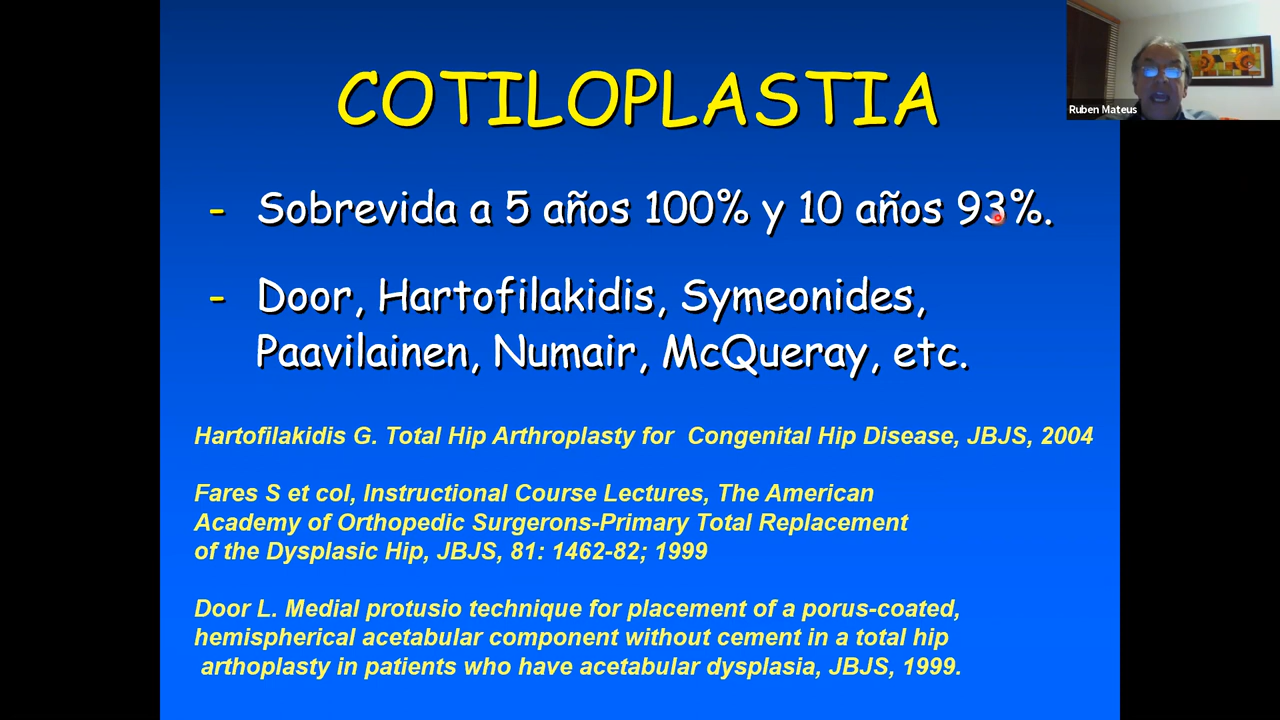 COTILOPLASTIA
Ruben Mateus
- Sobrevida a 5 años 100% y 10 años 93%.
- Door, Hartofilakidis, Symeonides,
Paavilainen, Numair, McQueray, etc.
Hartofilakidis G. Total Hip Arthroplasty for Congenital Hip Disease, JBJS, 2004
Fares S et col, Instructional Course Lectures, The American
Academy of Orthopedic Surgerons-Primary Total Replacement
of the Dysplasic Hip, JBJS, 81: 1462-82; 1999
Door L. Medial protusio technique for placement of a porus-coated,
hemispherical acetabular component without cement in a total hip
arthoplasty in patients who have acetabular dysplasia, JBJS, 1999.